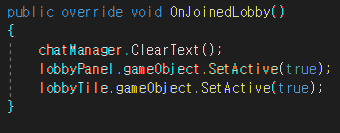 public override void OnJoinedLobby()
{
    chatManager.ClearText();
    lobbyPanel.gameObject.SetActive(true);
    lobbyTile.gameObject.SetActive(true);
}